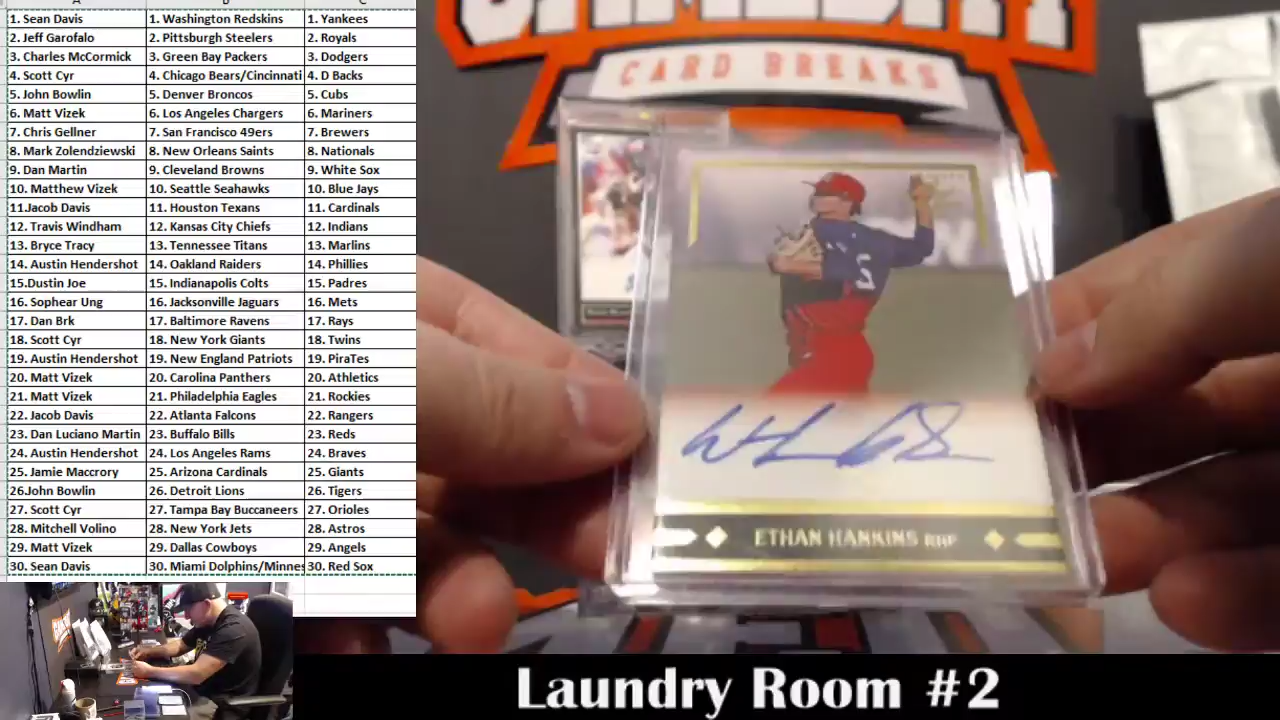 1. Sean Davis 1. Washington Redskins 1. Yankees
2. Jeff Garofalo 2. Pittsburgh Steelers 2. Royals
3. Charles McCormick 3. Green Bay Packers 3. Dodgers
4. Scott Cyr 4. Chicago Bears/Cincinnati 4. D Backs
5. John Bowlin 5. Denver Broncos 5. Cubs
6. Matt Vizek 6. Los Angeles Chargers 6. Mariners
7. Chris Gellner 7. San Francisco 49ers 7. Brewers
8. Mark Zolendziewski 8. New Orleans Saints 8. Nationals
9. Dan Martin 9. Cleveland Browns 9. White Sox
10. Matthew Vizek 10. Seattle Seahawks 10. Blue Jays
11.Jacob Davis 11. Houston Texans 11. Cardinals
12. Travis Windham 12. Kansas City Chiefs 12. Indians
13. Bryce Tracy 13. Tennessee Titans 13. Marlins
14. Austin Hendershot 14. Oakland Raiders 14. Phillies
15.Dustin Joe 15. Indianapolis Colts 15. Padres
16. Sophear Ung 16. Jacksonville Jaguars 16. Mets
17. Dan Brk 17. Baltimore Ravens 17. Rays
18. Scott Cyr 18. New York Giants 18. Twins
19. Austin Hendershot 19. New England Patriots 19. PiraTes
20. Matt Vizek 20. Carolina Panthers 20. Athletics
21. Matt Vizek 21. Philadelphia Eagles 21. Rockies
22. Jacob Davis 22. Atlanta Falcons 22. Rangers
23. Dan Luciano Martin 23. Buffalo Bills 23. Reds
24. Austin Hendershot 24. Los Angeles Rams 24. Braves
25. Jamie Maccrory 25. Arizona Cardinals 25. Giants
26.John Bowlin 26. Detroit Lions 26. Tigers
27. Scott Cyr 27. Tampa Bay Buccaneers 27. Orioles
28. Mitchell Volino 28. New York Jets 28. Astros
29. Matt Vizek 29. Dallas Cowboys 29. Angels
30. Sean Davis 30. Miami Dolphins/Minnes 30. Red Sox
CARD BREAKS
5
ETHAN HANKINS RHP
Laundry Room #2